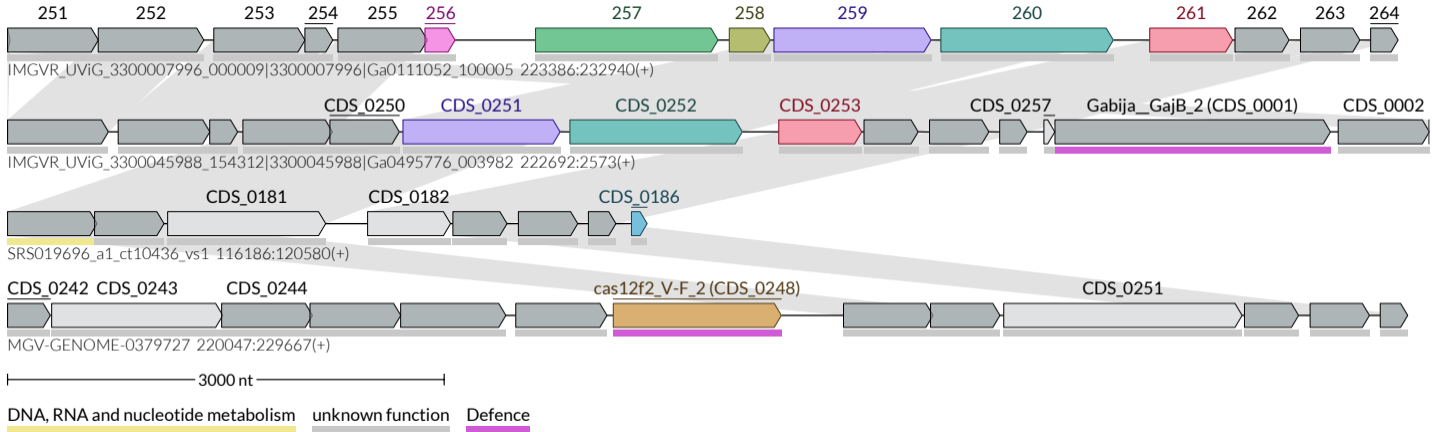 251 252 253 254 255 256 257 258 259 260 261 262 263 264
IMGVR_UViG_3300007996_000009|3300007996|Ga0111052_100005 223386:232940(+)
CDS_0250 CDS_0251 CDS_0252 CDS_0253 CDS_0257 Gabija__GajB_2 (CDS_0001) CDS_0002
IMGVR_UViG_3300045988_154312|3300045988|Ga0495776_003982 222692:2573(+)
CDS_0181 CDS_0182 CDS_0186
SRS019696_a1_ct10436_vs1 116186:120580(+)
CDS_0242 CDS_0243 CDS_0244 cas12f2_V-F_2 (CDS_0248) CDS_0251
MGV-GENOME-0379727 220047:229667(+)
3000 nt
DNA, RNA and nucleotide metabolism unknown function Defence